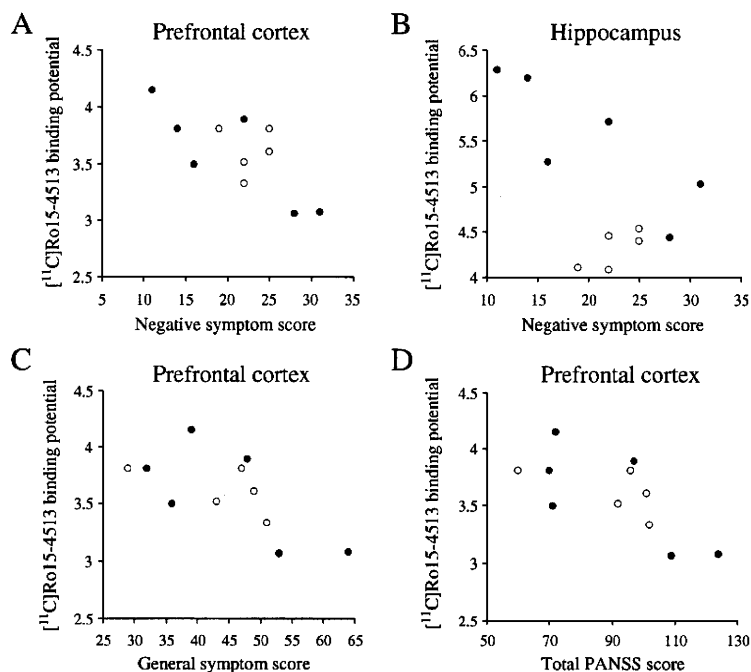 A
Prefrontal cortex
[¹¹C]Ro15-4513 binding potential
4.5
4
3.5
3
2.5
5 10 15 20 25 30 35
Negative symptom score
B
Hippocampus
[¹¹C]Ro15-4513 binding potential
6.5
6
5.5
5
4.5
4
10 15 20 25 30 35
Negative symptom score
C
Prefrontal cortex
[¹¹C]Ro15-4513 binding potential
4.5
4
3.5
3
2.5
25 30 35 40 45 50 55 60 65
General symptom score
D
Prefrontal cortex
[¹¹C]Ro15-4513 binding potential
4.5
4
3.5
3
2.5
50 70 90 110 130
Total PANSS score